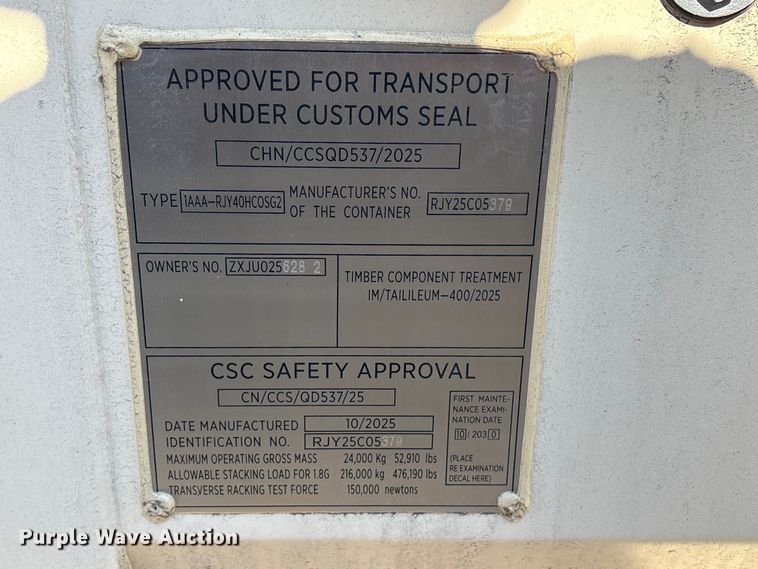 APPROVED FOR TRANSPORT
UNDER CUSTOMS SEAL
CHN/CCSQD537/2025
TYPE 1AAA-RJY40HCOSG2
MANUFACTURER'S NO.
OF THE CONTAINER
RJY25C05379
OWNER'S NO. ZXJU025628 2
TIMBER COMPONENT TREATMENT
IM/TAILILEUM-400/2025
CSC SAFETY APPROVAL
CN/CCS/QD537/25
DATE MANUFACTURED 10/2025
IDENTIFICATION NO. RJY25C05379
MAXIMUM OPERATING GROSS MASS 24,000 kg 52,910 lbs
ALLOWABLE STACKING LOAD FOR 1.8G 216,000 kg 476,190 lbs
TRANSVERSE RACKING TEST FORCE 150,000 newtons
FIRST MAINTE-
NANCE EXAMI-
NATION DATE
10/2030
(PLACE
RE EXAMINATION
DECAL HERE)
Purple Wave Auction